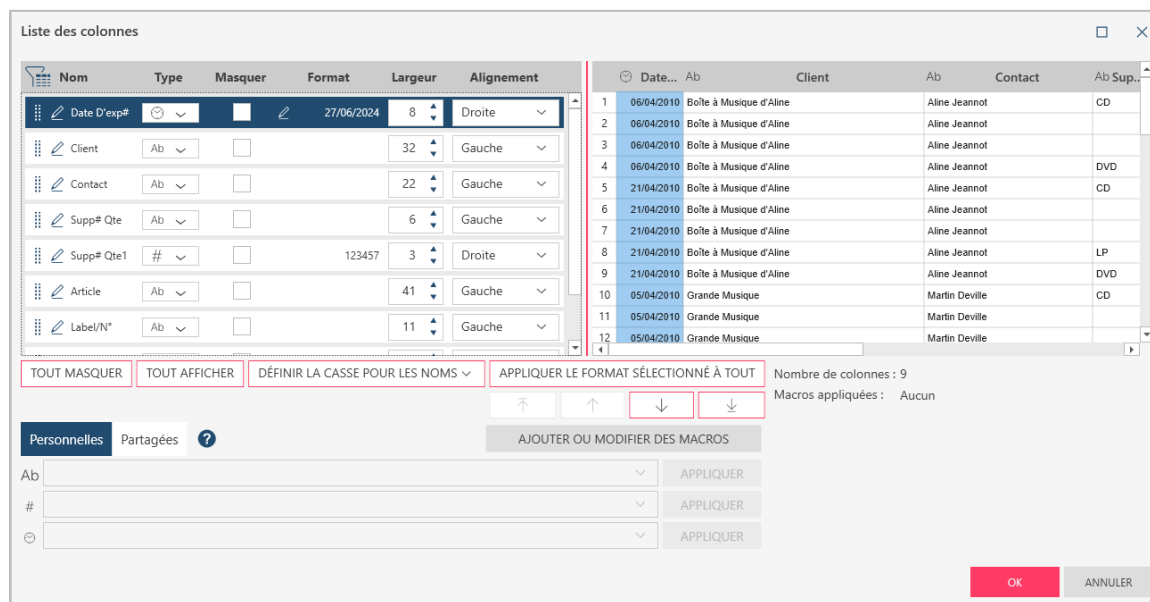 Liste des colonnes
Nom Type Masquer Format Largeur Alignement
Date D'exp# 27/06/2024 8 Droite
Client Ab 32 Gauche
Contact Ab 22 Gauche
Supp# Qte Ab 6 Gauche
Supp# Qte1 # 123457 3 Droite
Article Ab 41 Gauche
Label/N° Ab 11 Gauche
Date... Ab Client Ab Contact Ab Sup...
1 06/04/2010 Boîte à Musique d'Aline Aline Jeannot CD
2 06/04/2010 Boîte à Musique d'Aline Aline Jeannot
3 06/04/2010 Boîte à Musique d'Aline Aline Jeannot
4 06/04/2010 Boîte à Musique d'Aline Aline Jeannot DVD
5 21/04/2010 Boîte à Musique d'Aline Aline Jeannot CD
6 21/04/2010 Boîte à Musique d'Aline Aline Jeannot
7 21/04/2010 Boîte à Musique d'Aline Aline Jeannot
8 21/04/2010 Boîte à Musique d'Aline Aline Jeannot LP
9 21/04/2010 Boîte à Musique d'Aline Aline Jeannot DVD
10 05/04/2010 Grande Musique Martin Deville CD
11 05/04/2010 Grande Musique Martin Deville
12 05/04/2010 Grande Musique Martin Deville
TOUT MASQUER TOUT AFFICHER DÉFINIR LA CASSE POUR LES NOMS APPLIQUER LE FORMAT SÉLECTIONNÉ À TOUT
Nombre de colonnes : 9
Macros appliquées : Aucun
Personnelles Partagées ? AJOUTER OU MODIFIER DES MACROS
Ab APPLIQUER
# APPLIQUER
APPLIQUER
OK ANNULER